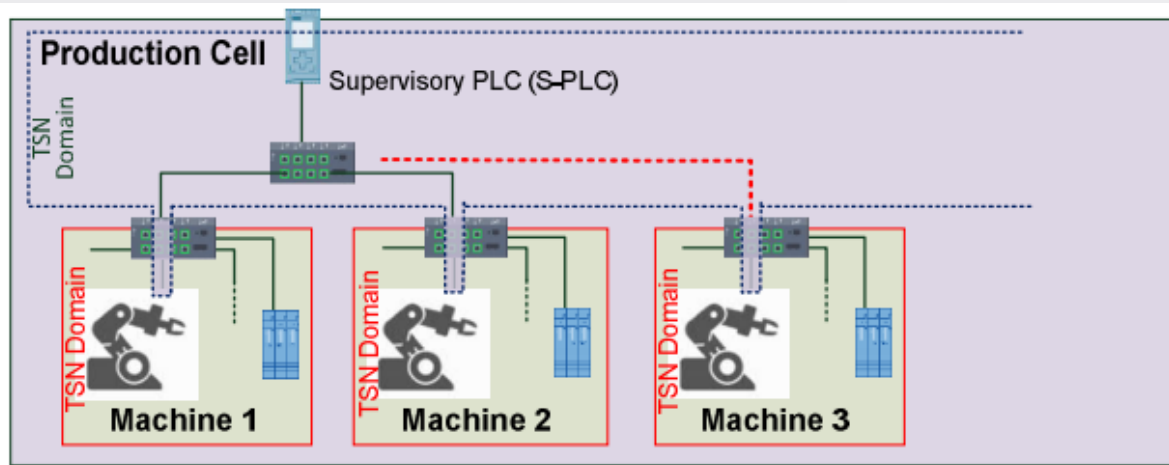 Production Cell
Supervisory PLC (S-PLC)
TSN
Domain
TSN Domain
Machine 1
TSN Domain
Machine 2
TSN Domain
Machine 3